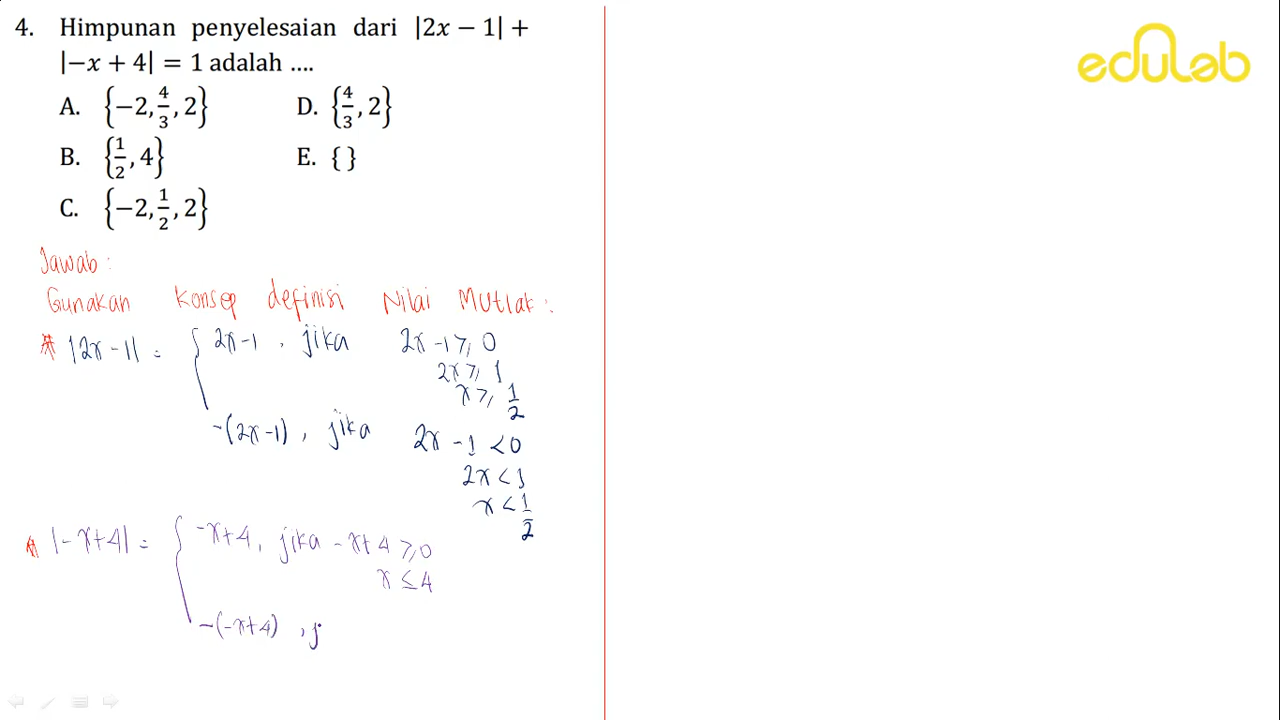 4. Himpunan penyelesaian dari |2x − 1| +
|−x + 4| = 1 adalah ....
A. {−2, 4/3, 2} D. {4/3, 2}
B. {1/2, 4} E. { }
C. {−2, 1/2, 2}
edulab
Jawab :
Gunakan Konsep definisi Nilai Mutlak :
* |2x − 1| = { 2x − 1 , jika 2x − 1 ≥ 0
2x ≥ 1
x ≥ 1/2
−(2x − 1) , jika 2x − 1 < 0
2x < 1
x < 1/2
* |−x + 4| = { −x + 4 , jika − x + 4 ≥ 0
x ≤ 4
−(−x + 4) , j